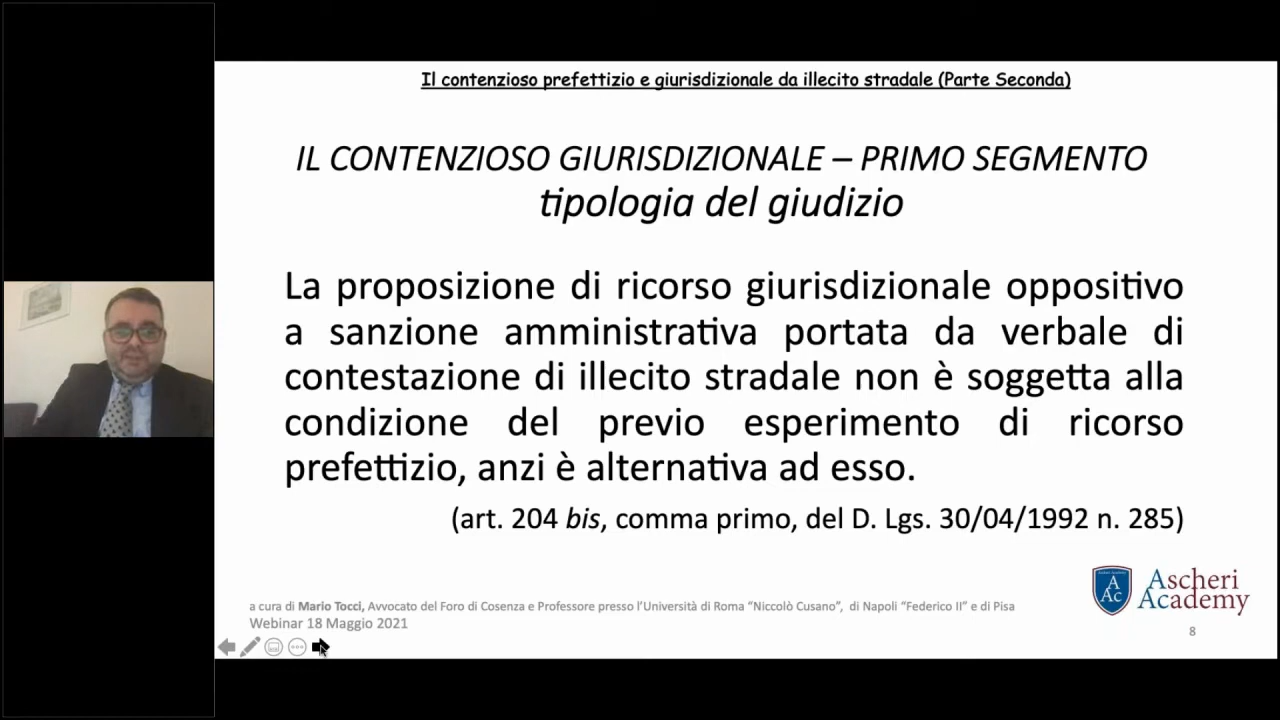 Il contenzioso prefettizio e giurisdizionale da illecito stradale (Parte Seconda)
IL CONTENZIOSO GIURISDIZIONALE – PRIMO SEGMENTO
tipologia del giudizio
La proposizione di ricorso giurisdizionale oppositivo
a sanzione amministrativa portata da verbale di
contestazione di illecito stradale non è soggetta alla
condizione del previo esperimento di ricorso
prefettizio, anzi è alternativa ad esso.
(art. 204 bis, comma primo, del D. Lgs. 30/04/1992 n. 285)
A
Ac
Ascheri
Academy
a cura di Mario Tocci, Avvocato del Foro di Cosenza e Professore presso l'Università di Roma “Niccolò Cusano”, di Napoli “Federico II” e di Pisa
Webinar 18 Maggio 2021
8